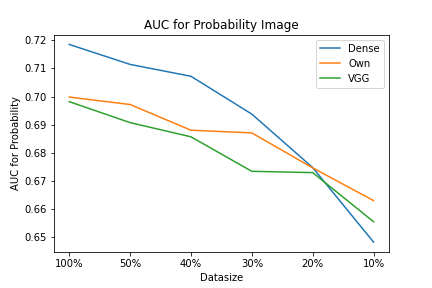 AUC for Probability Image
AUC for Probability
0.72
0.71
0.70
0.69
0.68
0.67
0.66
0.65
Dense
Own
VGG
100% 50% 40% 30% 20% 10%
Datasize